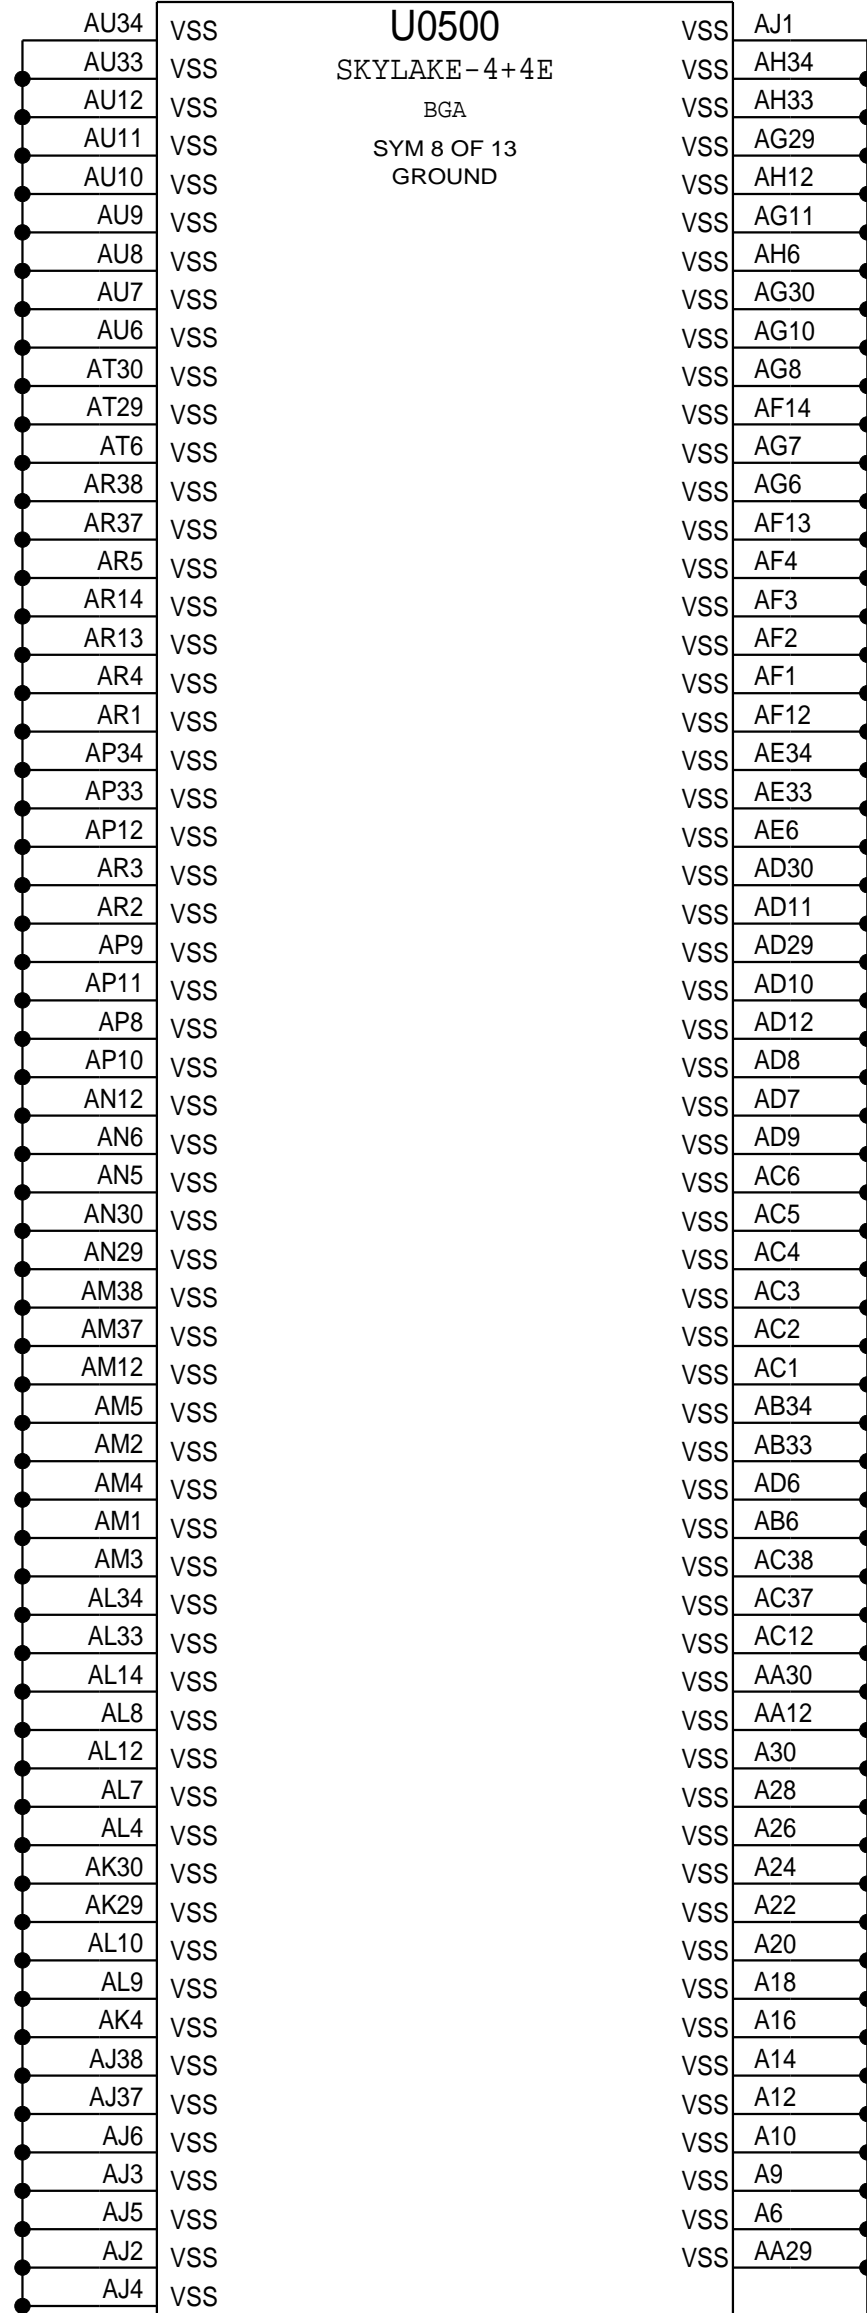 U0500
SKYLAKE-4+4E
BGA
SYM 8 OF 13
GROUND
AU34 VSS VSS AJ1
AU33 VSS VSS AH34
AU12 VSS VSS AH33
AU11 VSS VSS AG29
AU10 VSS VSS AH12
AU9 VSS VSS AG11
AU8 VSS VSS AH6
AU7 VSS VSS AG30
AU6 VSS VSS AG10
AT30 VSS VSS AG8
AT29 VSS VSS AF14
AT6 VSS VSS AG7
AR38 VSS VSS AG6
AR37 VSS VSS AF13
AR5 VSS VSS AF4
AR14 VSS VSS AF3
AR13 VSS VSS AF2
AR4 VSS VSS AF1
AR1 VSS VSS AF12
AP34 VSS VSS AE34
AP33 VSS VSS AE33
AP12 VSS VSS AE6
AR3 VSS VSS AD30
AR2 VSS VSS AD11
AP9 VSS VSS AD29
AP11 VSS VSS AD10
AP8 VSS VSS AD12
AP10 VSS VSS AD8
AN12 VSS VSS AD7
AN6 VSS VSS AD9
AN5 VSS VSS AC6
AN30 VSS VSS AC5
AN29 VSS VSS AC4
AM38 VSS VSS AC3
AM37 VSS VSS AC2
AM12 VSS VSS AC1
AM5 VSS VSS AB34
AM2 VSS VSS AB33
AM4 VSS VSS AD6
AM1 VSS VSS AB6
AM3 VSS VSS AC38
AL34 VSS VSS AC37
AL33 VSS VSS AC12
AL14 VSS VSS AA30
AL8 VSS VSS AA12
AL12 VSS VSS A30
AL7 VSS VSS A28
AL4 VSS VSS A26
AK30 VSS VSS A24
AK29 VSS VSS A22
AL10 VSS VSS A20
AL9 VSS VSS A18
AK4 VSS VSS A16
AJ38 VSS VSS A14
AJ37 VSS VSS A12
AJ6 VSS VSS A10
AJ3 VSS VSS A9
AJ5 VSS VSS A6
AJ2 VSS VSS AA29
AJ4 VSS